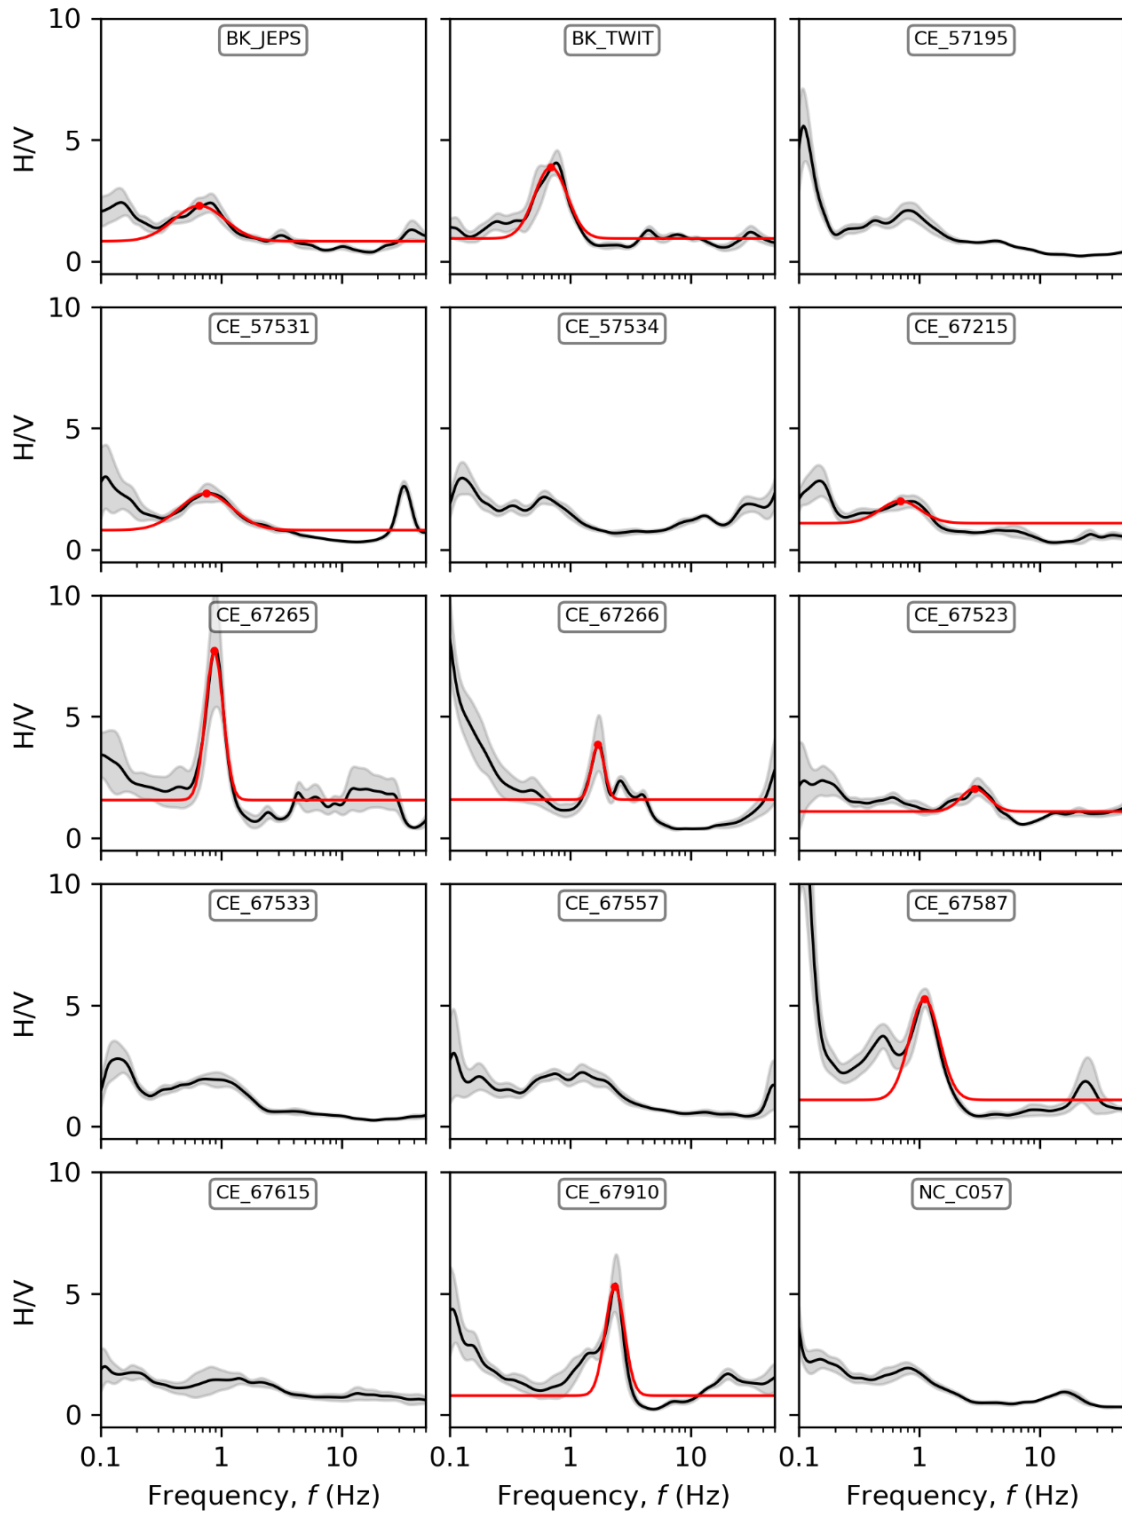 BK_JEPS
BK_TWIT
CE_57195
10
5
0
H/V
CE_57531
CE_57534
CE_67215
10
5
0
H/V
CE_67265
CE_67266
CE_67523
10
5
0
H/V
CE_67533
CE_67557
CE_67587
10
5
0
H/V
CE_67615
CE_67910
NC_C057
10
5
0
H/V
0.1 1 10 0.1 1 10 0.1 1 10
Frequency, f (Hz) Frequency, f (Hz) Frequency, f (Hz)